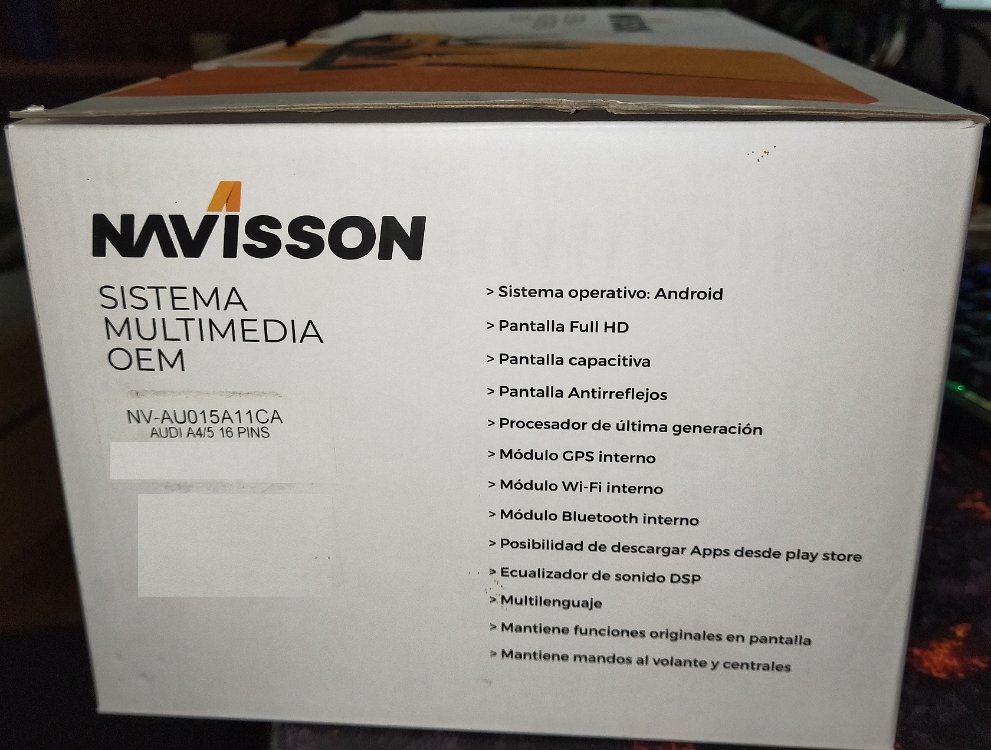 NAVISSON
SISTEMA
MULTIMEDIA
OEM
NV-AU015A11CA
AUDI A4/5 16 PINS
> Sistema operativo: Android
> Pantalla Full HD
> Pantalla capacitiva
> Pantalla Antirreflejos
> Procesador de última generación
> Módulo GPS interno
> Módulo Wi-Fi interno
> Módulo Bluetooth interno
> Posibilidad de descargar Apps desde play store
> Ecualizador de sonido DSP
> Multilenguaje
> Mantiene funciones originales en pantalla
> Mantiene mandos al volante y centrales